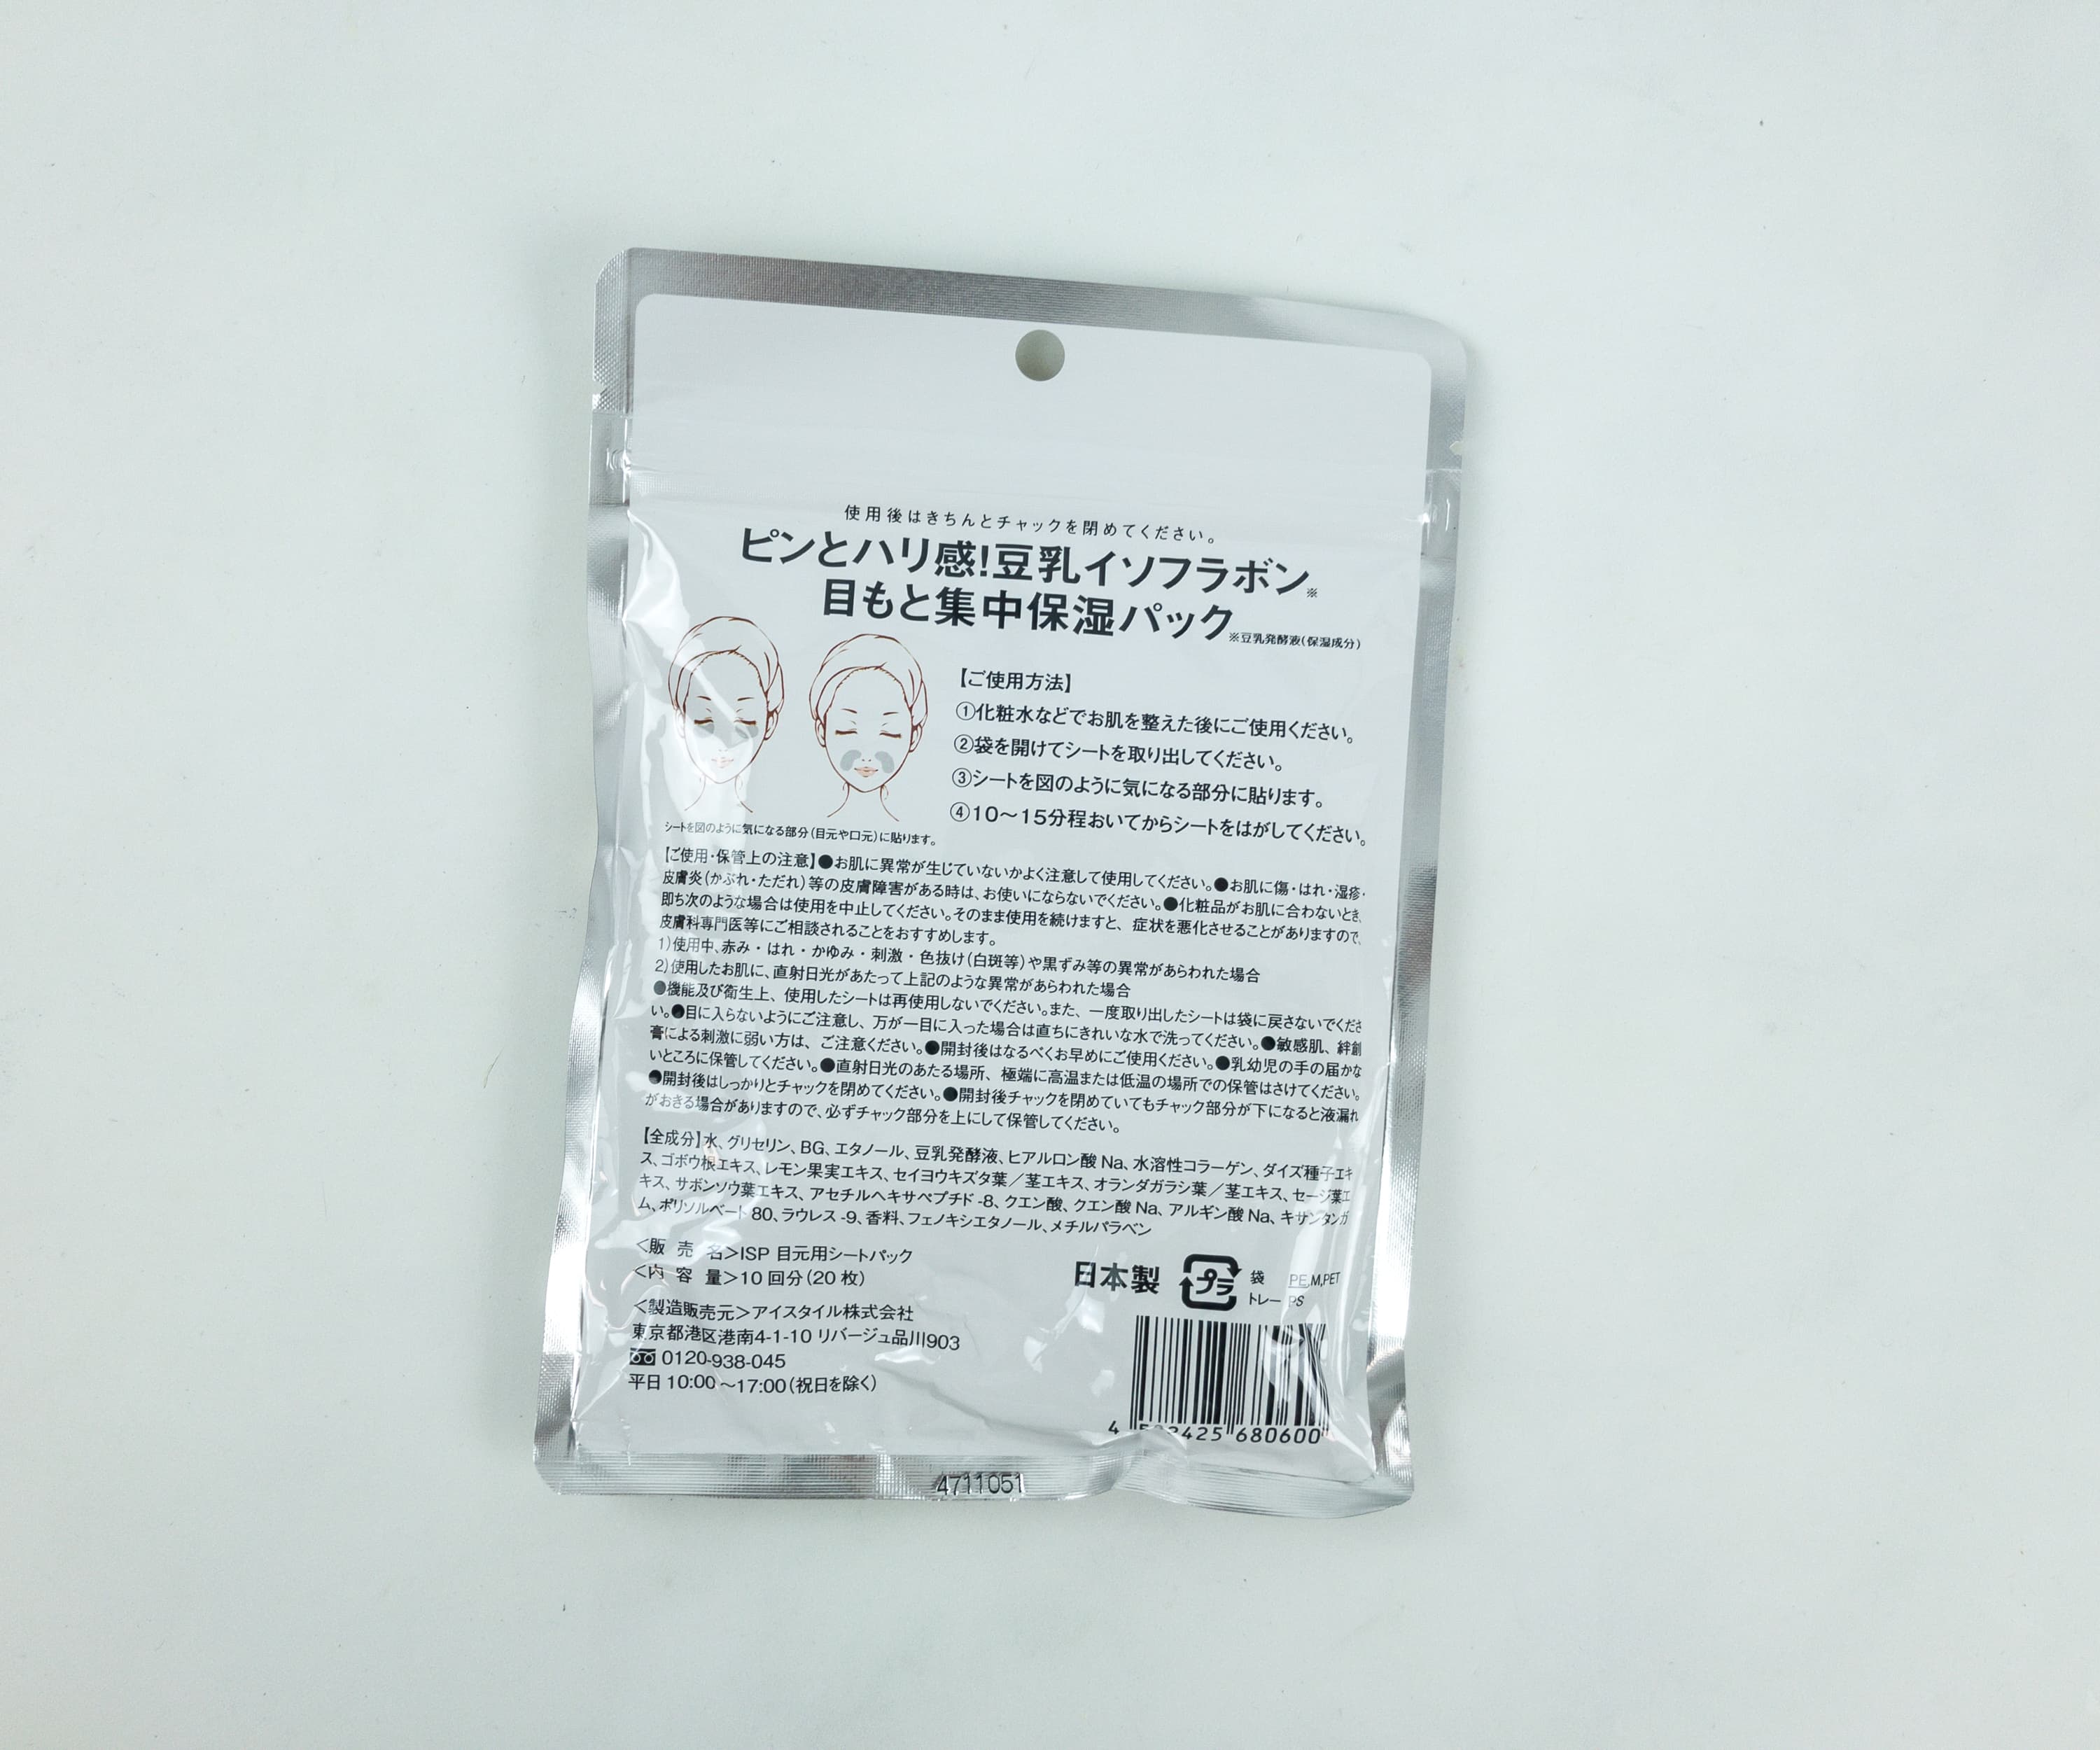 使用後はきちんとチャックを閉めてください。
ピンとハリ感!豆乳イソフラボン※
目もと集中保湿パック※豆乳発酵液(保湿成分)
【ご使用方法】
①化粧水などでお肌を整えた後にご使用ください。
②袋を開けてシートを取り出してください。
③シートを図のように気になる部分に貼ります。
④10〜15分程おいてからシートをはがしてください。
シートを図のように気になる部分(目元や口元)に貼ります。
【ご使用・保管上の注意】●お肌に異常が生じていないかよく注意して使用してください。●お肌に傷・はれ・湿疹・
皮膚炎(かぶれ・ただれ)等の皮膚障害がある時は、お使いにならないでください。●化粧品がお肌に合わないとき、
即ち次のような場合は使用を中止してください。そのまま使用を続けますと、症状を悪化させることがありますので、
皮膚科専門医等にご相談されることをおすすめします。
1)使用中、赤み・はれ・かゆみ・刺激・色抜け(白斑等)や黒ずみ等の異常があらわれた場合
2)使用したお肌に、直射日光があたって上記のような異常があらわれた場合
●機能及び衛生上、使用したシートは再使用しないでください。また、一度取り出したシートは袋に戻さないでくださ
い。●目に入らないようにご注意し、万が一目に入った場合は直ちにきれいな水で洗ってください。●敏感肌、絆創
膏による刺激に弱い方は、ご注意ください。●開封後はなるべくお早めにご使用ください。●乳幼児の手の届かな
いところに保管してください。●直射日光のあたる場所、極端に高温または低温の場所での保管はさけてください。
●開封後はしっかりとチャックを閉めてください。●開封後チャックを閉めていてもチャック部分が下になると液漏れ
がおきる場合がありますので、必ずチャック部分を上にして保管してください。
【全成分】水、グリセリン、BG、エタノール、豆乳発酵液、ヒアルロン酸Na、水溶性コラーゲン、ダイズ種子エキ
ス、ゴボウ根エキス、レモン果実エキス、セイヨウキズタ葉/茎エキス、オランダガラシ葉/茎エキス、セージ葉エ
キス、サボンソウ葉エキス、アセチルヘキサペプチド-8、クエン酸、クエン酸Na、アルギン酸Na、キサンタンガ
ム、ポリソルベート80、ラウレス-9、香料、フェノキシエタノール、メチルパラベン
<販売名>ISP 目元用シートパック
<内容量>10回分(20枚)
<製造販売元>アイスタイル株式会社
東京都港区港南4-1-10 リバージュ品川903
0120-938-045
平日10:00〜17:00(祝日を除く)
日本製 プラ 袋 PE,M,PET
トレー PS
680600
4711051